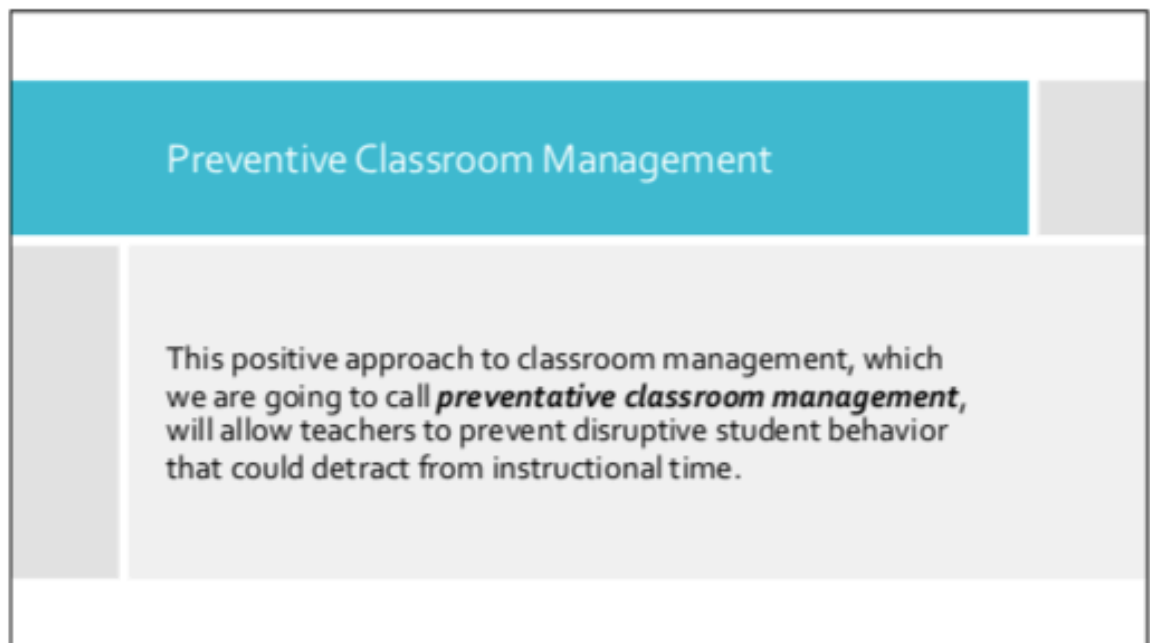 Preventive Classroom Management
This positive approach to classroom management, which
we are going to call preventative classroom management,
will allow teachers to prevent disruptive student behavior
that could detract from instructional time.